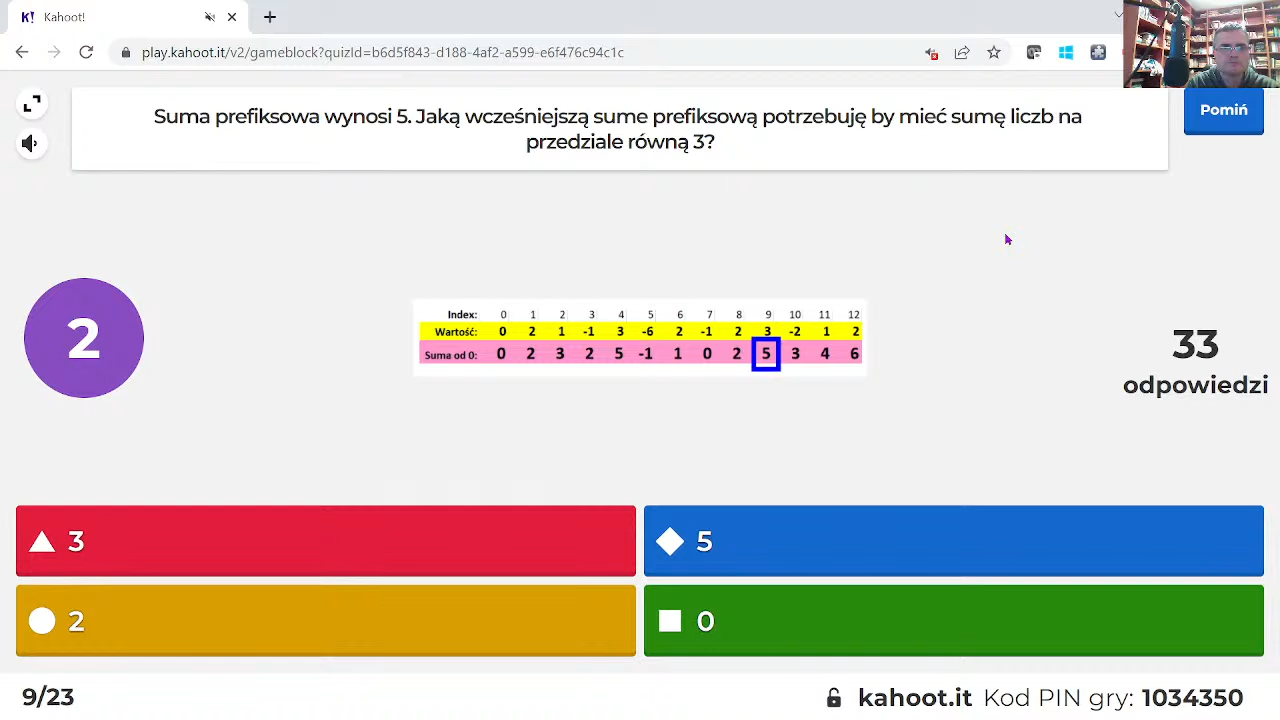 Kahoot!
play.kahoot.it/v2/gameblock?quizId=b6d5f843-d188-4af2-a599-e6f476c94c1c
Suma prefiksowa wynosi 5. Jaką wcześniejszą sume prefiksową potrzebuję by mieć sumę liczb na
przedziale równą 3?
Pomiń
2
Index: 0 1 2 3 4 5 6 7 8 9 10 11 12
Wartość: 0 2 1 -1 3 -6 2 -1 2 3 -2 1 2
Suma od 0: 0 2 3 2 5 -1 1 0 2 5 3 4 6
33
odpowiedzi
3
5
2
0
9/23
kahoot.it Kod PIN gry: 1034350